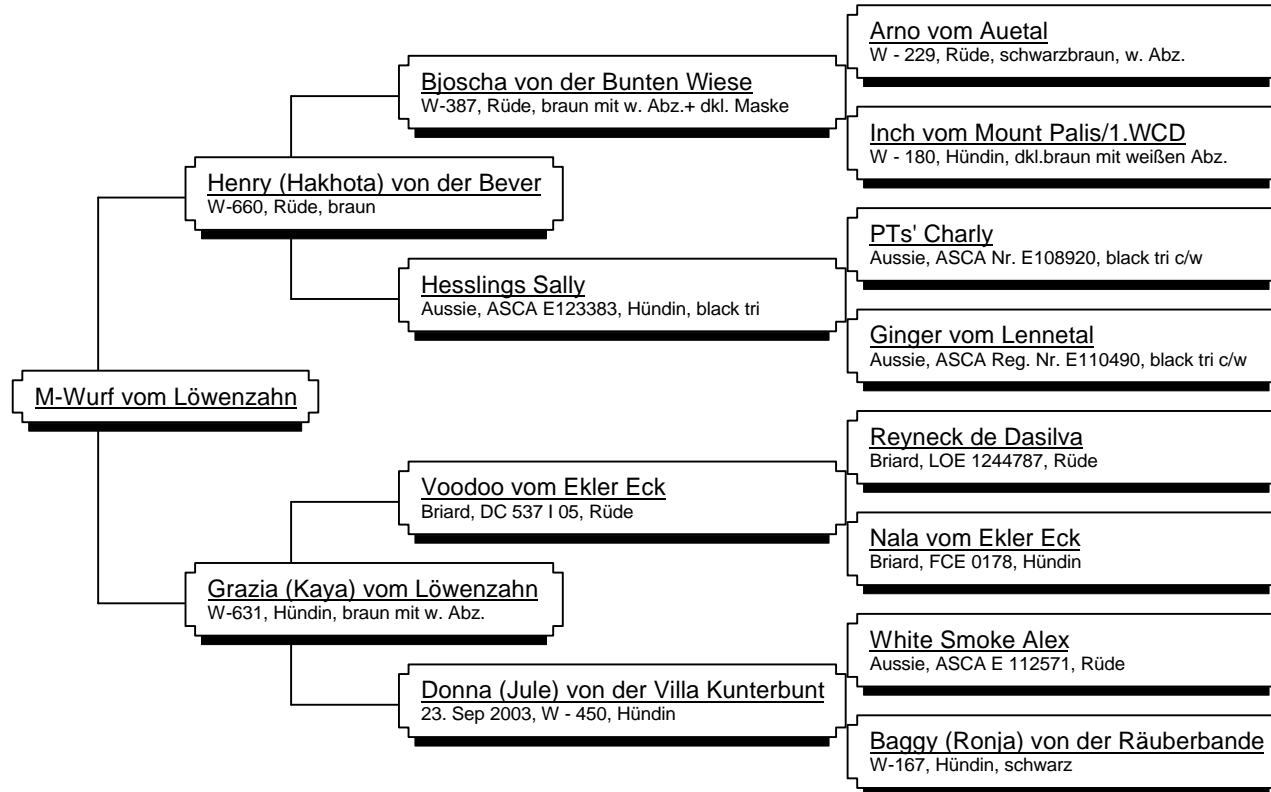 Arno vom Auetal
W - 229, Rüde, schwarzbraun, w. Abz.
Bjoscha von der Bunten Wiese
W-387, Rüde, braun mit w. Abz.+ dkl. Maske
Inch vom Mount Palis/1.WCD
W - 180, Hündin, dkl.braun mit weißen Abz.
Henry (Hakhota) von der Bever
W-660, Rüde, braun
PTs' Charly
Aussie, ASCA Nr. E108920, black tri c/w
Hesslings Sally
Aussie, ASCA E123383, Hündin, black tri
Ginger vom Lennetal
Aussie, ASCA Reg. Nr. E110490, black tri c/w
M-Wurf vom Löwenzahn
Reyneck de Dasilva
Briard, LOE 1244787, Rüde
Voodoo vom Ekler Eck
Briard, DC 537 I 05, Rüde
Nala vom Ekler Eck
Briard, FCE 0178, Hündin
Grazia (Kaya) vom Löwenzahn
W-631, Hündin, braun mit w. Abz.
White Smoke Alex
Aussie, ASCA E 112571, Rüde
Donna (Jule) von der Villa Kunterbunt
23. Sep 2003, W - 450, Hündin
Baggy (Ronja) von der Räuberbande
W-167, Hündin, schwarz